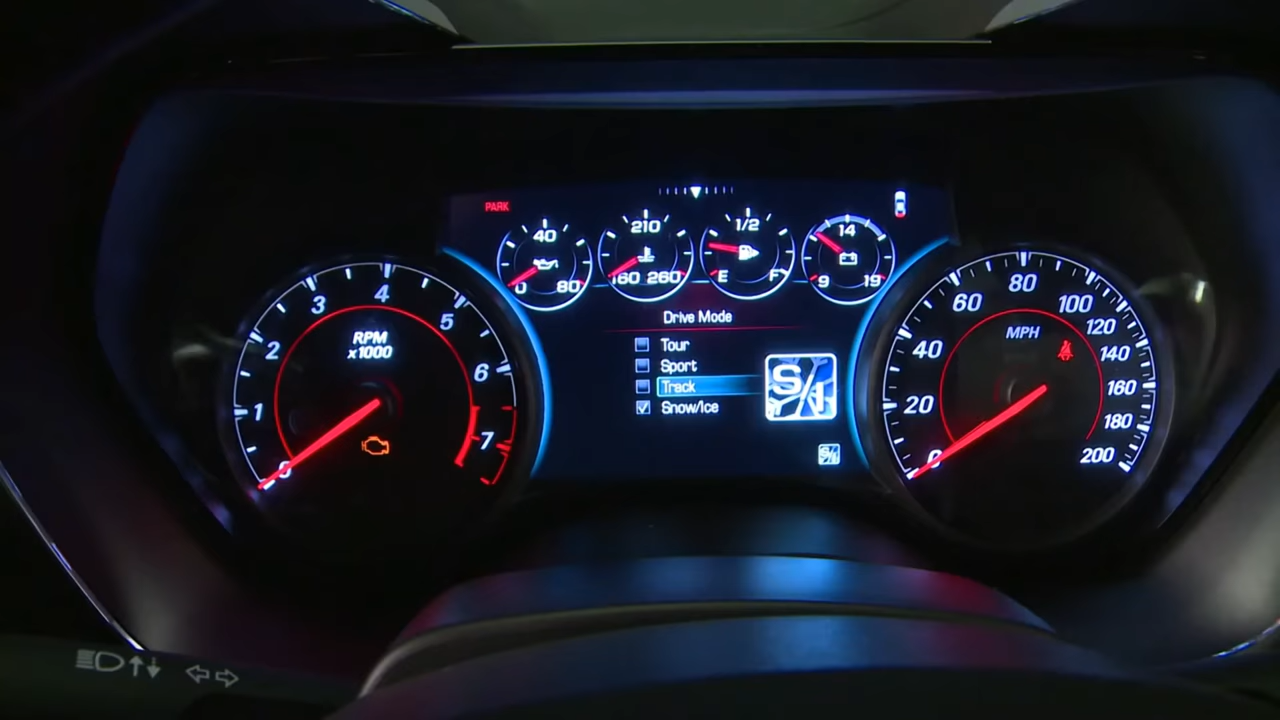 PARK
40
0 80
210
160 260
1/2
E F
14
9 19
Drive Mode
Tour
Sport
Track
Snow/Ice
S/I
S/I
RPM
x1000
0
1
2
3
4
5
6
7
MPH
0
20
40
60
80
100
120
140
160
180
200